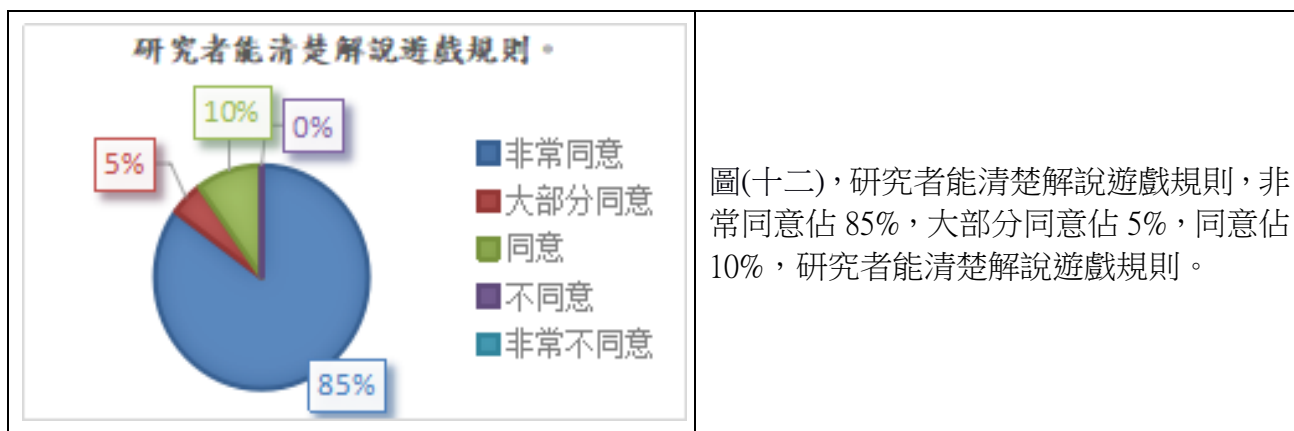 研究者能清楚解說遊戲規則。
10%
0%
5%
85%
非常同意
大部分同意
同意
不同意
非常不同意
圖(十二)，研究者能清楚解說遊戲規則，非
常同意佔 85%，大部分同意佔 5%，同意佔
10%，研究者能清楚解說遊戲規則。